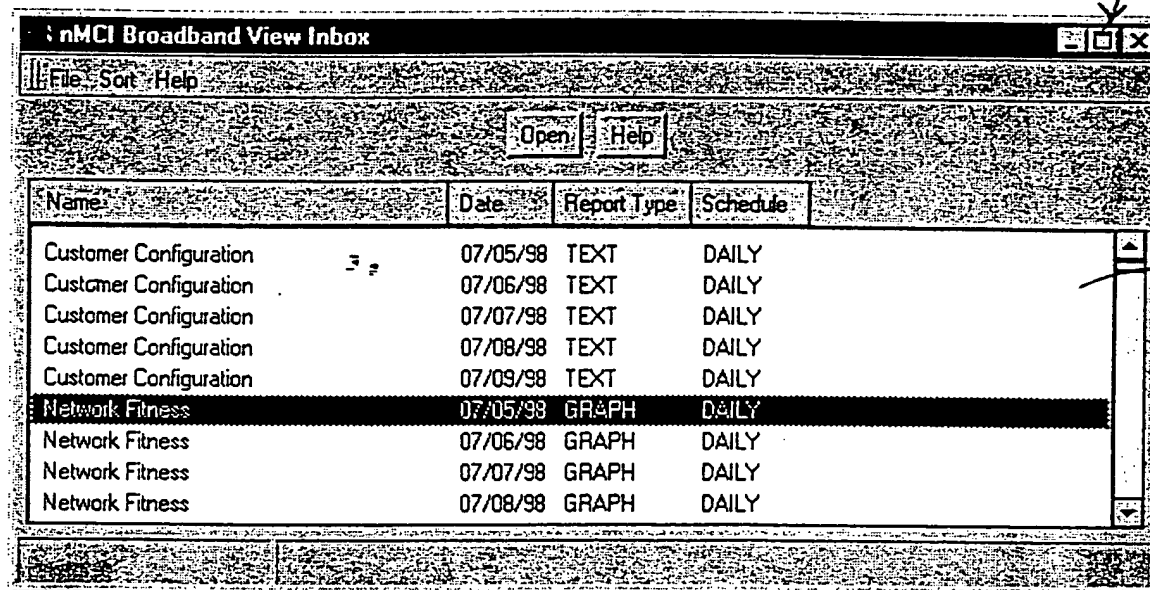 nMCI Broadband View Inbox
File Sort Help
Open Help
Name Date Report Type Schedule
Customer Configuration 07/05/98 TEXT DAILY
Customer Configuration 07/06/98 TEXT DAILY
Customer Configuration 07/07/98 TEXT DAILY
Customer Configuration 07/08/98 TEXT DAILY
Customer Configuration 07/09/98 TEXT DAILY
Network Fitness 07/05/98 GRAPH DAILY
Network Fitness 07/06/98 GRAPH DAILY
Network Fitness 07/07/98 GRAPH DAILY
Network Fitness 07/08/98 GRAPH DAILY